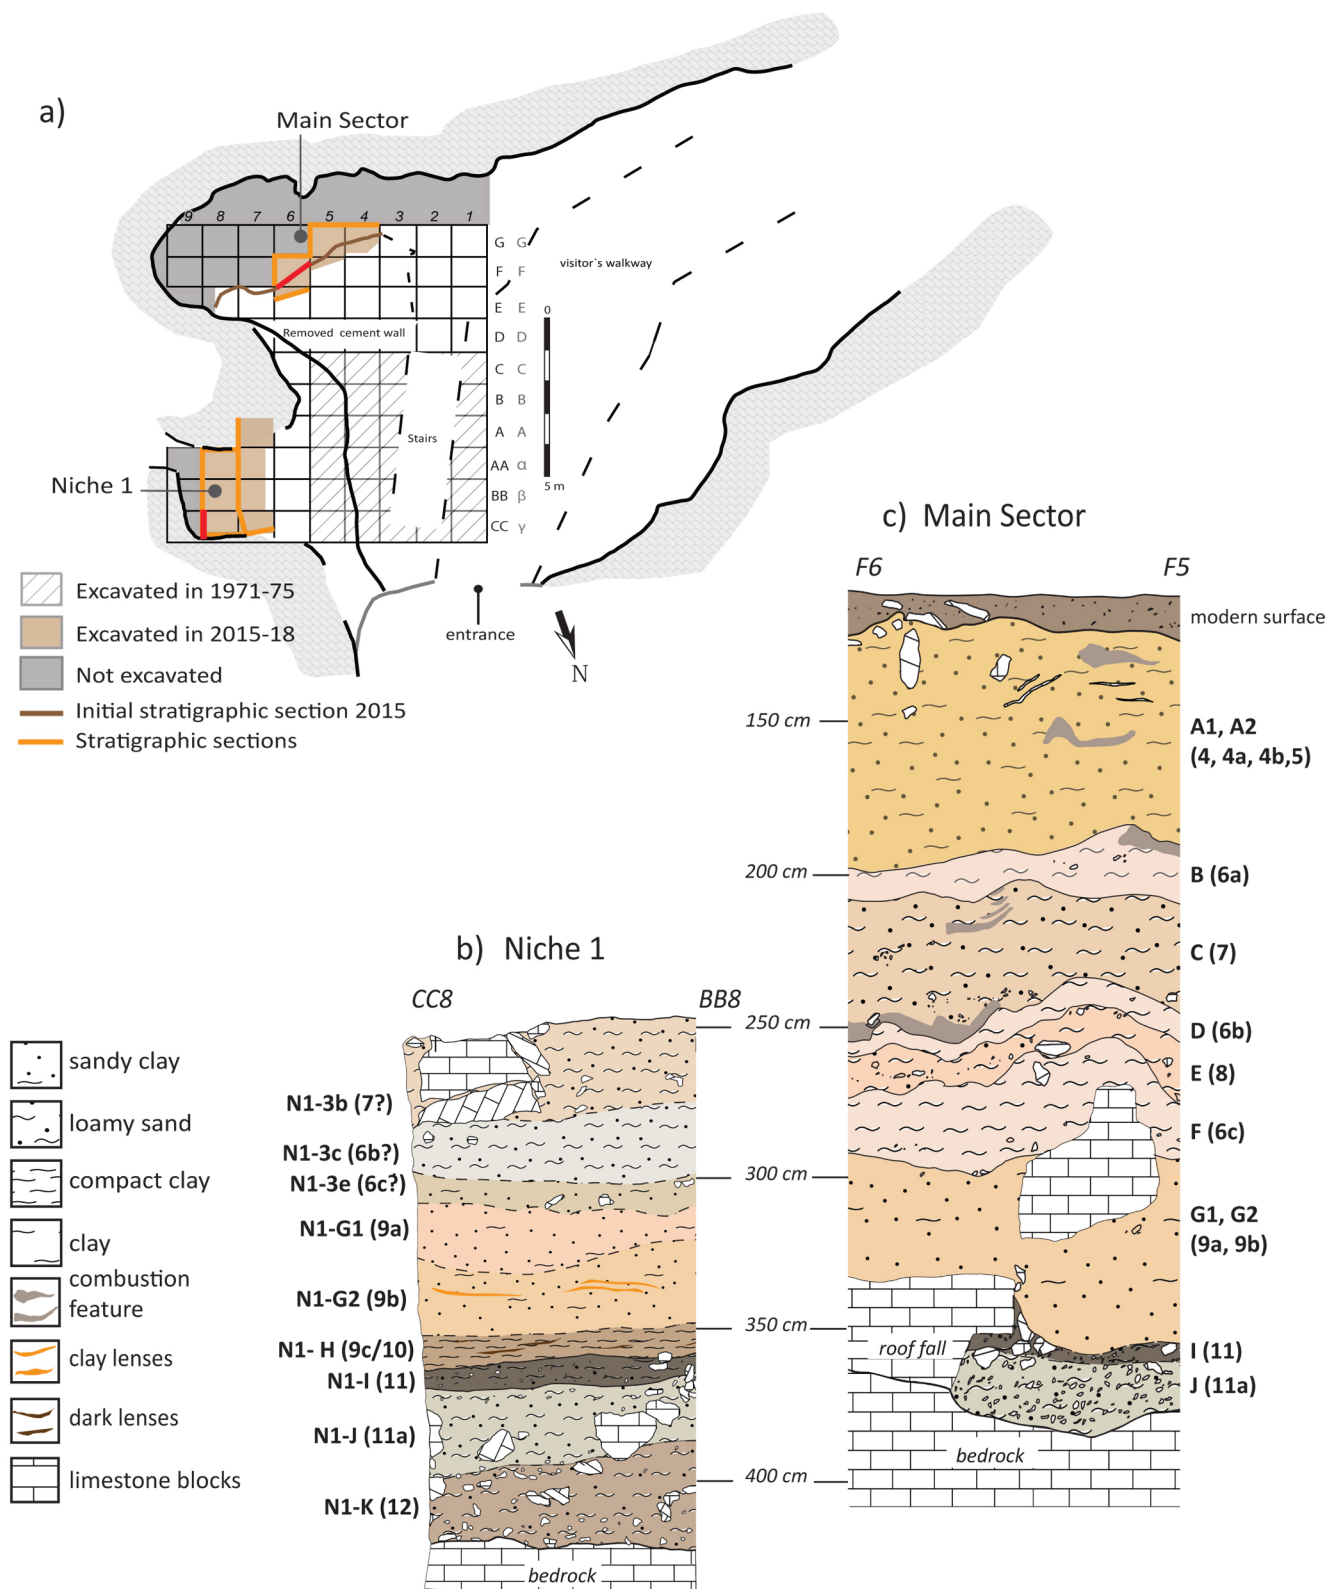 a)
Main Sector
9 8 7 6 5 4 3 2 1
G G
F F
E E
D D
C C
B B
A A
AA α
BB β
CC γ
visitor`s walkway
Removed cement wall
Stairs
0
5 m
Niche 1
entrance
N
Excavated in 1971-75
Excavated in 2015-18
Not excavated
Initial stratigraphic section 2015
Stratigraphic sections
c) Main Sector
F6 F5
modern surface
150 cm
A1, A2
(4, 4a, 4b,5)
200 cm
B (6a)
C (7)
250 cm
D (6b)
E (8)
F (6c)
300 cm
G1, G2
(9a, 9b)
350 cm
roof fall
I (11)
J (11a)
bedrock
400 cm
b) Niche 1
CC8 BB8
N1-3b (7?)
N1-3c (6b?)
N1-3e (6c?)
N1-G1 (9a)
N1-G2 (9b)
N1- H (9c/10)
N1-I (11)
N1-J (11a)
N1-K (12)
bedrock
sandy clay
loamy sand
compact clay
clay
combustion
feature
clay lenses
dark lenses
limestone blocks